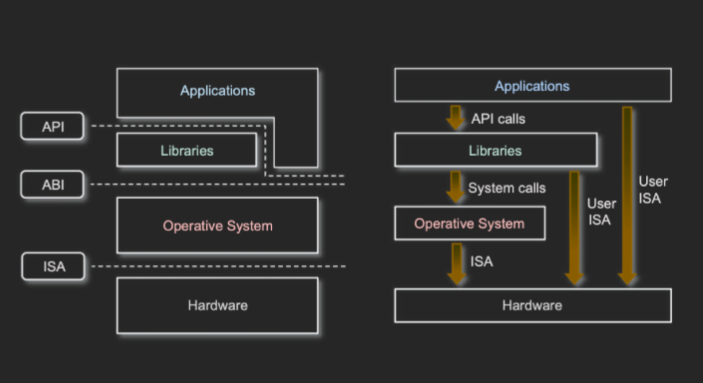 Applications
API
Libraries
ABI
Operative System
ISA
Hardware
Applications
API calls
Libraries
System calls
User
ISA
User
ISA
Operative System
ISA
Hardware